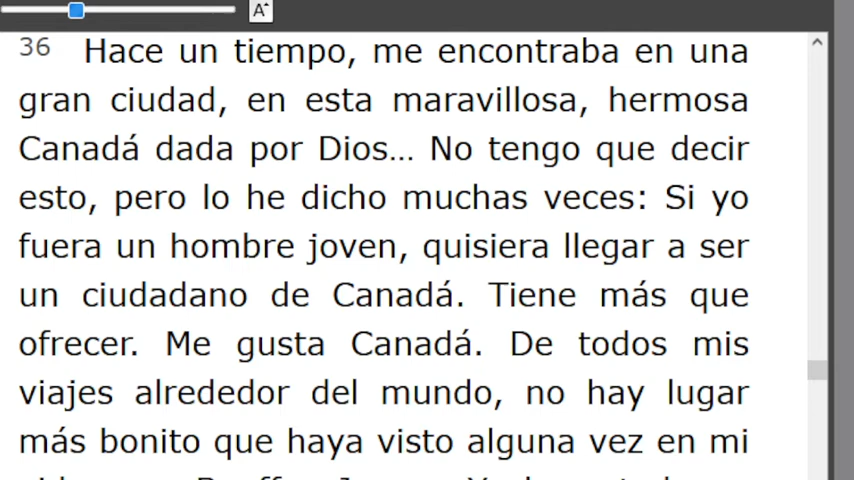 A
36 Hace un tiempo, me encontraba en una
gran ciudad, en esta maravillosa, hermosa
Canadá dada por Dios... No tengo que decir
esto, pero lo he dicho muchas veces: Si yo
fuera un hombre joven, quisiera llegar a ser
un ciudadano de Canadá. Tiene más que
ofrecer. Me gusta Canadá. De todos mis
viajes alrededor del mundo, no hay lugar
más bonito que haya visto alguna vez en mi